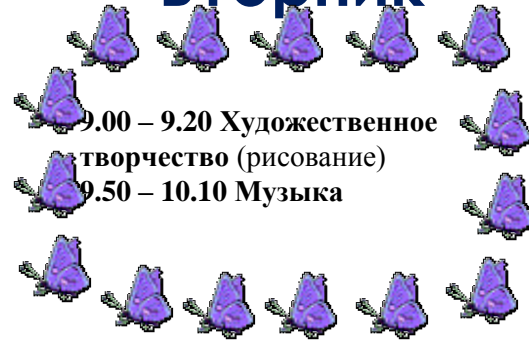 Вторник
9.00 – 9.20 Художественное
творчество (рисование)
9.50 – 10.10 Музыка